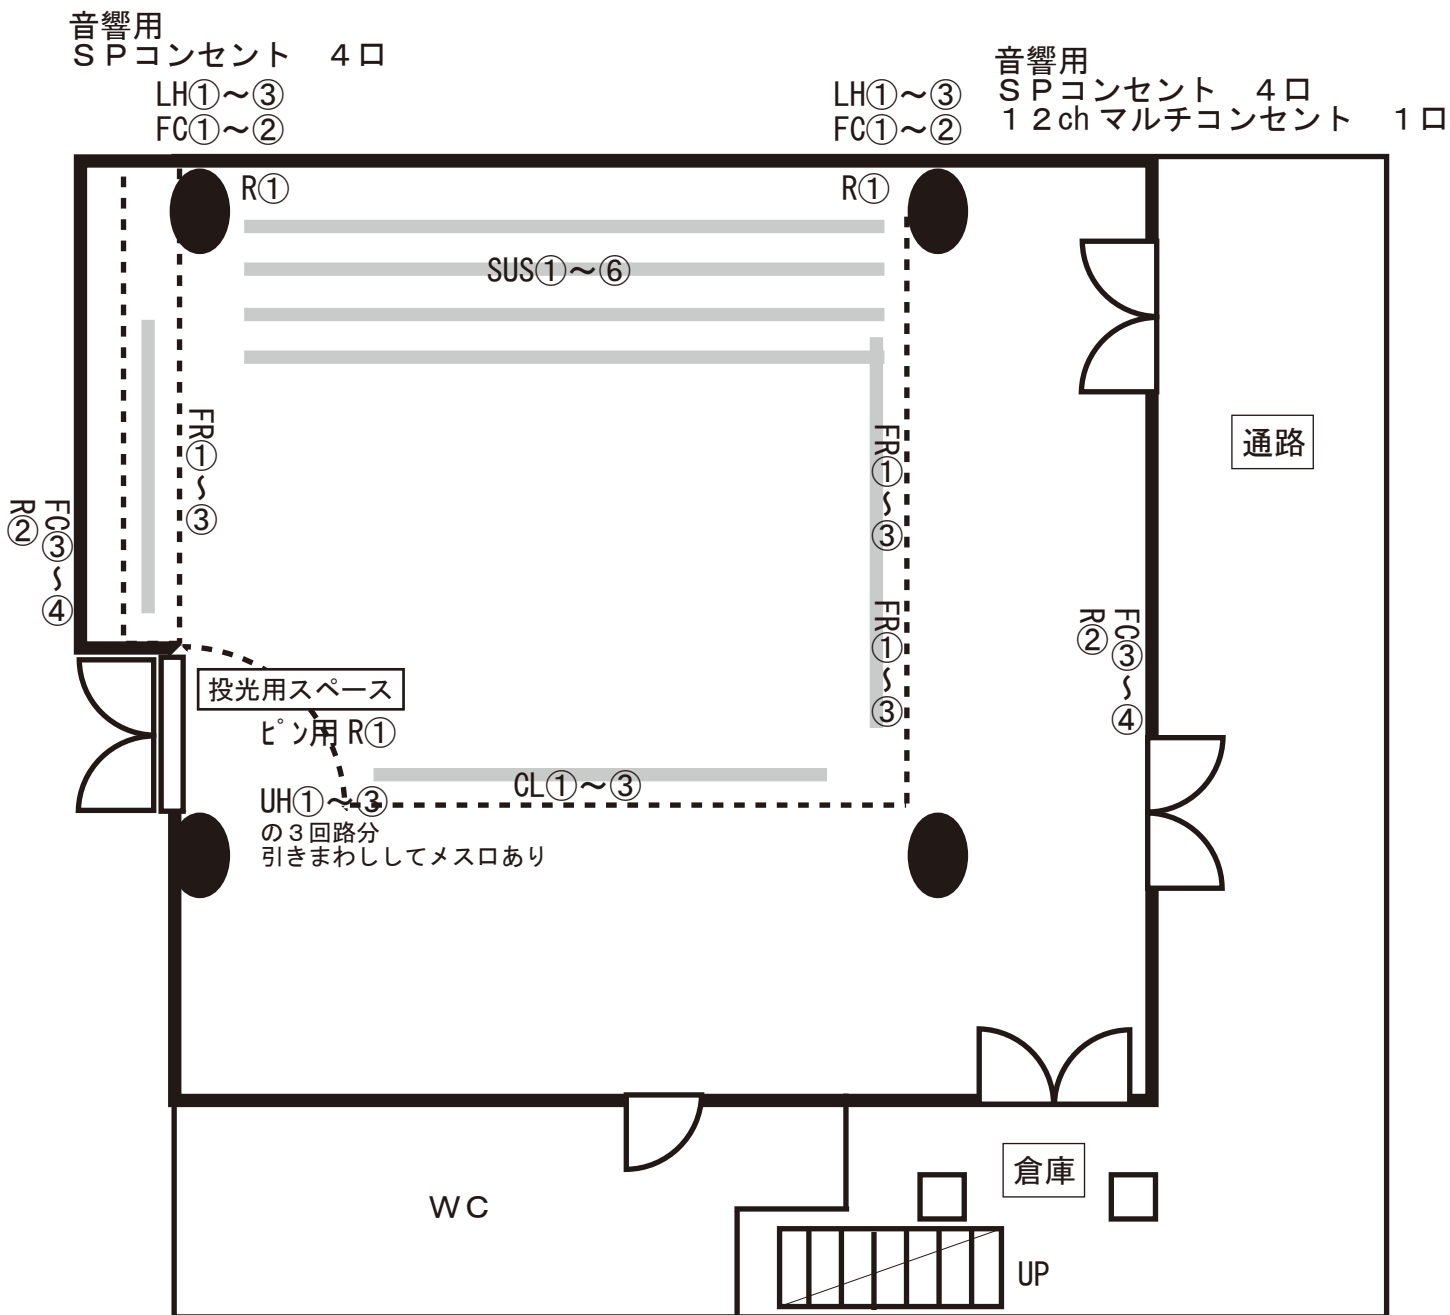 音響用
ＳＰコンセント　４口
LH①～③
FC①～②
LH①～③
FC①～②
音響用
ＳＰコンセント　４口
１２chマルチコンセント　１口
R①
R①
SUS①～⑥
FR①～③
FR①～③
通路
FC③～④
R②
FR①～③
FC③～④
R②
投光用スペース
ピン用 R①
CL①～③
UH①～③
の３回路分
引きまわししてメス口あり
倉庫
ＷＣ
UP